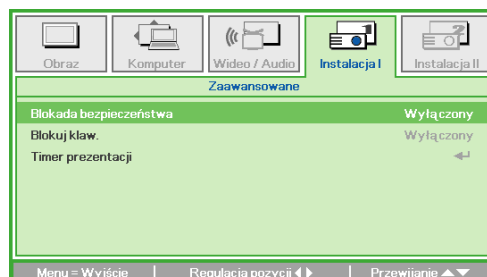 Obraz Komputer Wideo / Audio Instalacja I Instalacja II
Zaawansowane
Blokada bezpieczeństwa Wyłączony
Blokuj klaw. Wyłączony
Timer prezentacji
Menu = Wyjście Regulacja pozycji Przewijanie